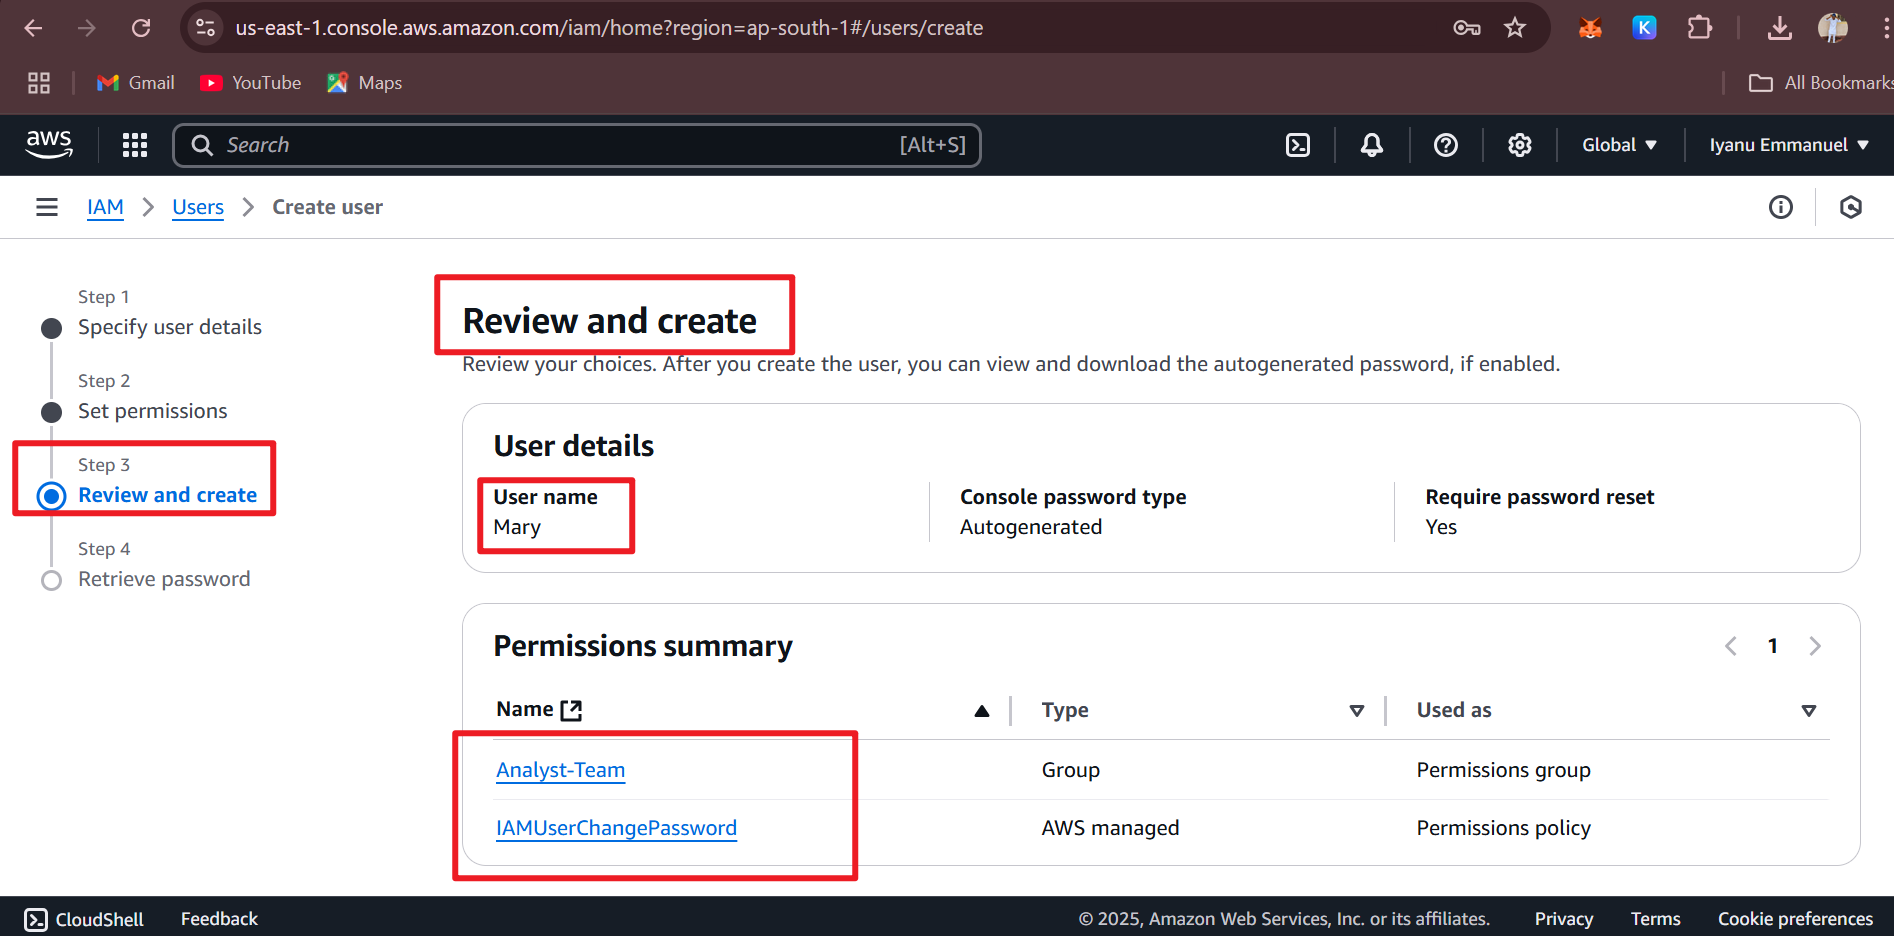 us-east-1.console.aws.amazon.com/iam/home?region=ap-south-1#/users/create
K
Gmail
YouTube
Maps
All Bookmarks
aws
Search
[Alt+S]
Global
Iyanu Emmanuel
IAM
Users
Create user
Step 1
Specify user details
Step 2
Set permissions
Step 3
Review and create
Step 4
Retrieve password
Review and create
Review your choices. After you create the user, you can view and download the autogenerated password, if enabled.
User details
User name
Mary
Console password type
Autogenerated
Require password reset
Yes
Permissions summary
1
Name
Type
Used as
Analyst-Team
Group
Permissions group
IAMUserChangePassword
AWS managed
Permissions policy
CloudShell
Feedback
© 2025, Amazon Web Services, Inc. or its affiliates.
Privacy
Terms
Cookie preferences